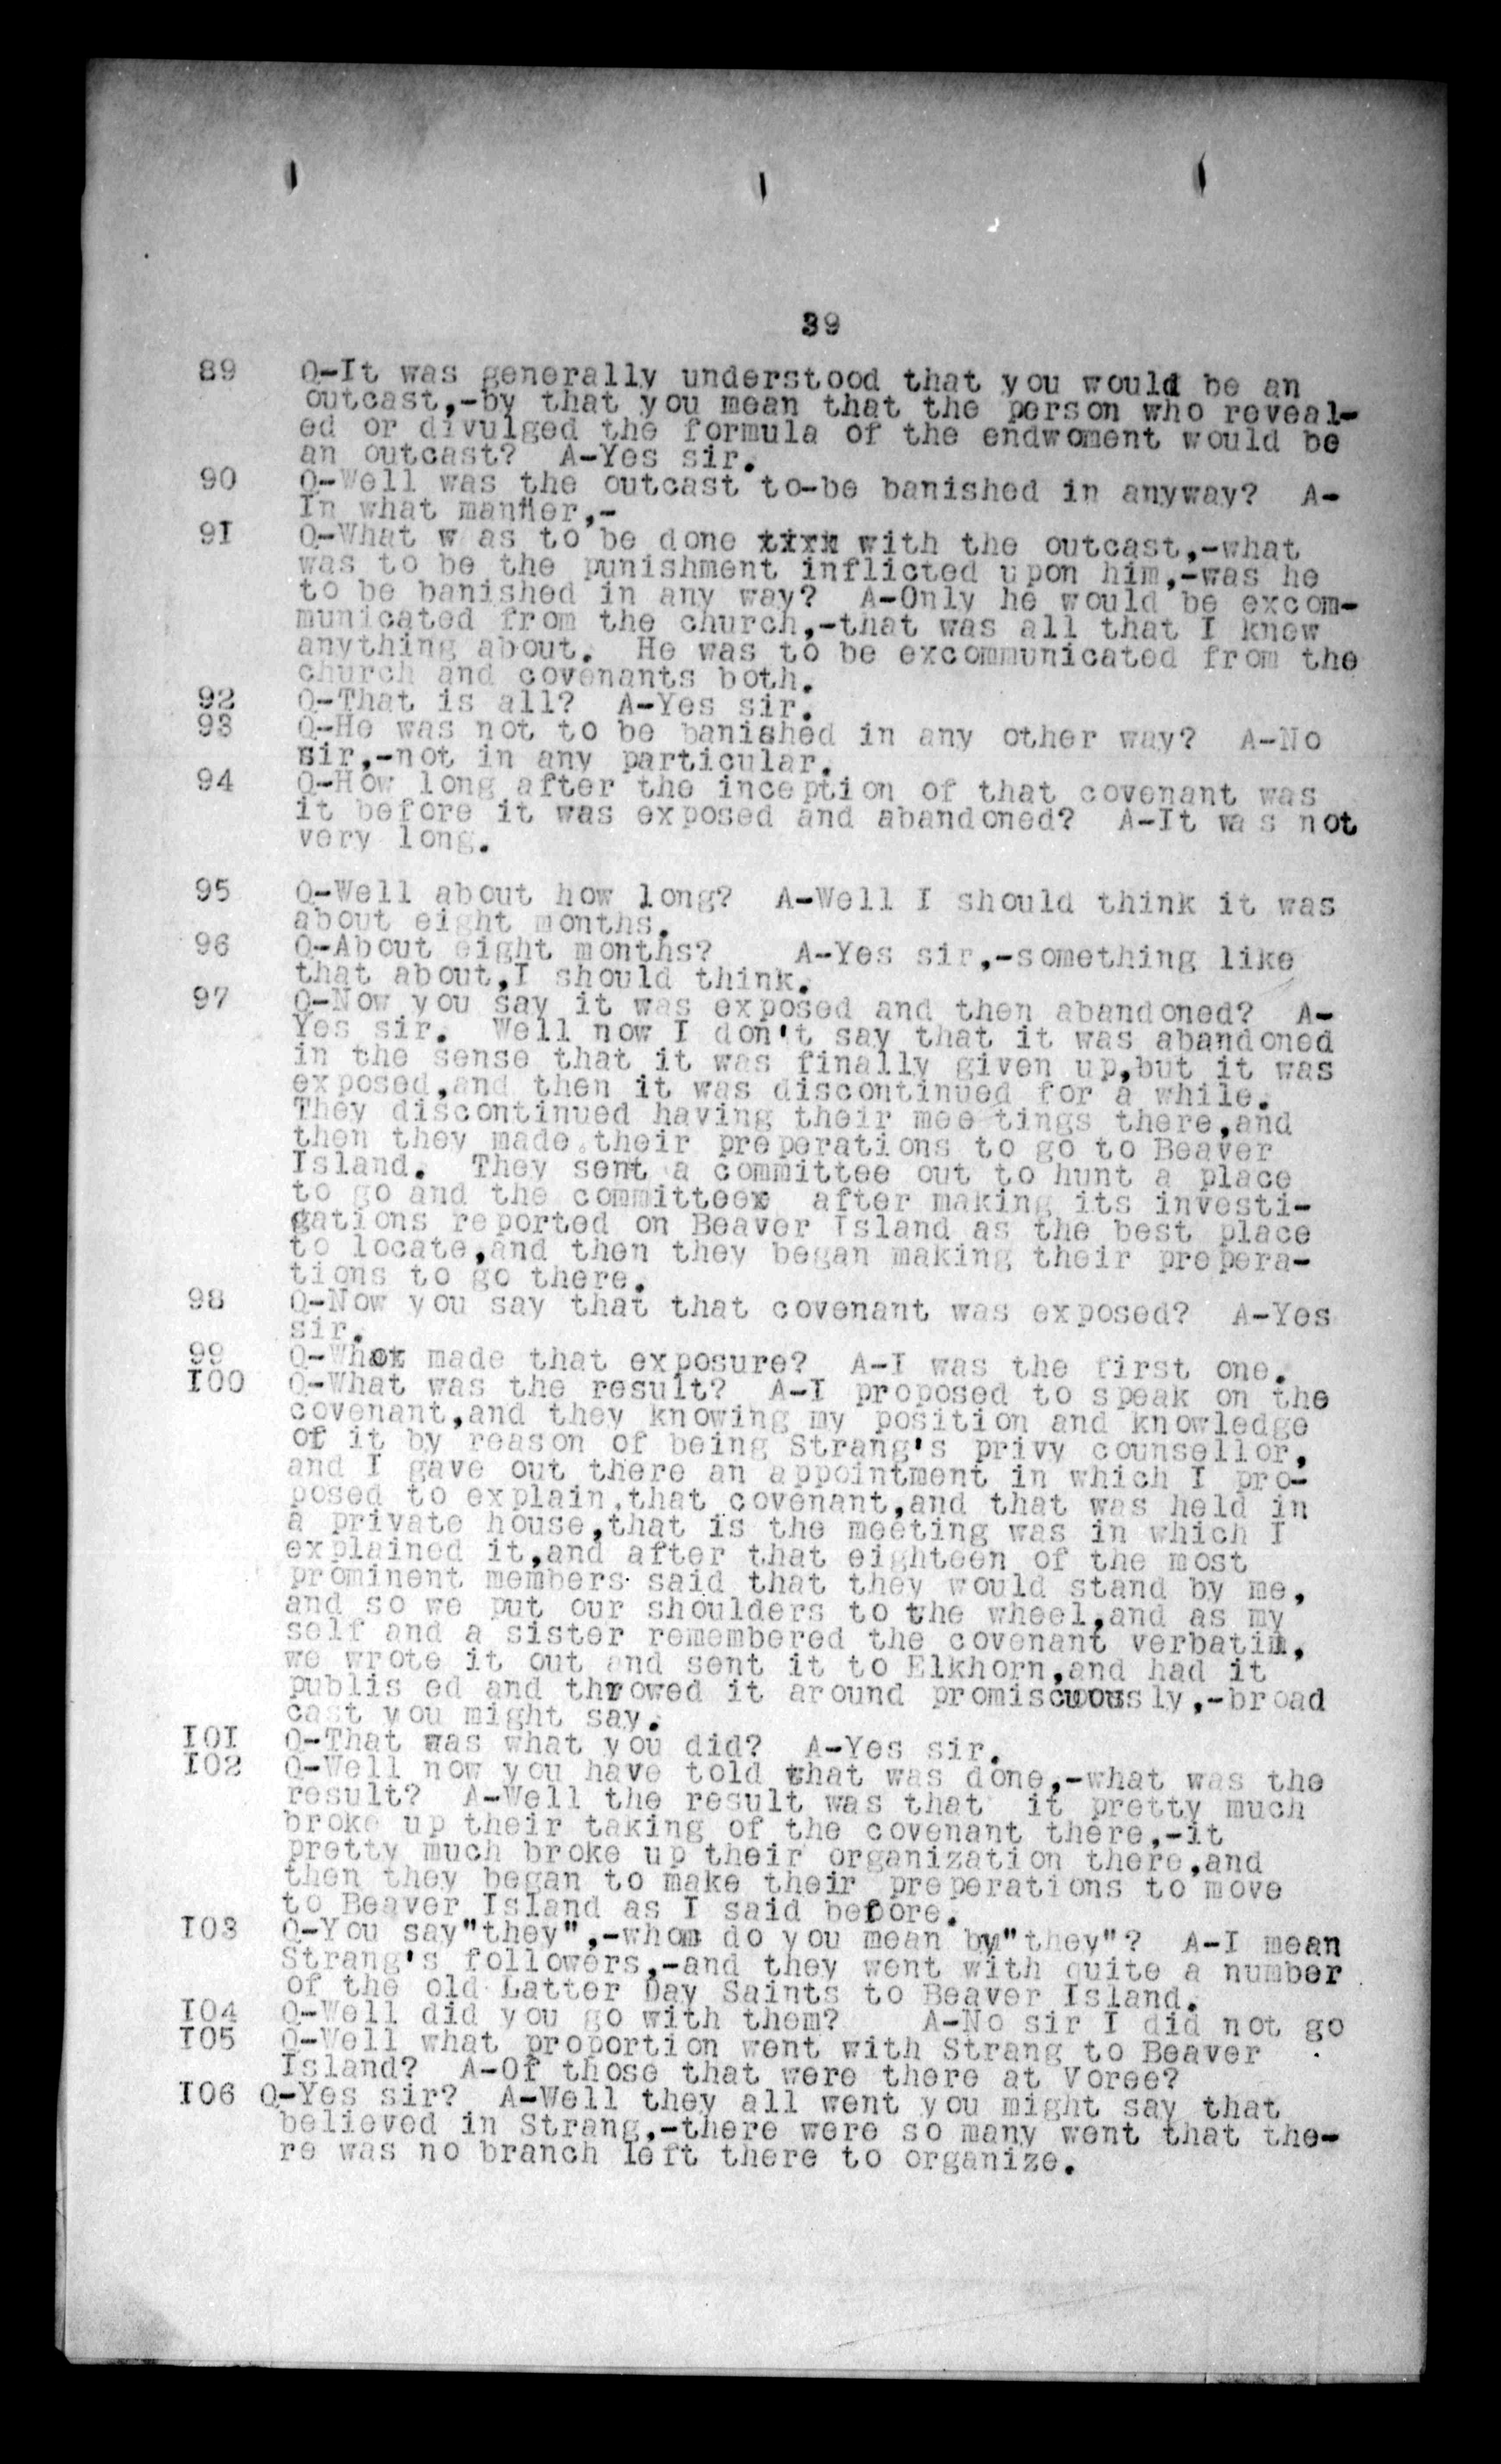 39
89 Q-It was generally understood that you would be an
outcast,-by that you mean that the person who reveal-
ed or divulged the formula of the endwoment would be
an outcast? A-Yes sir.
90 Q-Well was the outcast to-be banished in anyway? A-
In what manner,-
91 Q-What w as to be done with the outcast,-what
was to be the punishment inflicted upon him,-was he
to be banished in any way? A-Only he would be excom-
municated from the church,-that was all that I knew
anything about. He was to be excommunicated from the
church and covenants both.
92 Q-That is all? A-Yes sir.
93 Q-He was not to be banished in any other way? A-No
sir,-not in any particular.
94 Q-How long after the inception of that covenant was
it before it was exposed and abandoned? A-It was not
very long.
95 Q-Well about how long? A-Well I should think it was
about eight months.
96 Q-About eight months? A-Yes sir,-something like
that about,I should think.
97 Q-Now you say it was exposed and then abandoned? A-
Yes sir. Well now I don't say that it was abandoned
in the sense that it was finally given up,but it was
exposed,and then it was discontinued for a while.
They discontinued having their mee tings there,and
then they made their preperations to go to Beaver
Island. They sent a committee out to hunt a place
to go and the committeex after making its investi-
gations reported on Beaver Island as the best place
to locate,and then they began making their prepera-
tions to go there.
98 Q-Now you say that that covenant was exposed? A-Yes
sir.
99 Q-Who made that exposure? A-I was the first one.
I00 Q-What was the result? A-I proposed to speak on the
covenant,and they knowing my position and knowledge
of it by reason of being Strang's privy counsellor,
and I gave out there an appointment in which I pro-
posed to explain that covenant,and that was held in
a private house,that is the meeting was in which I
explained it,and after that eighteen of the most
prominent members said that they would stand by me,
and so we put our shoulders to the wheel,and as my
self and a sister remembered the covenant verbatim,
we wrote it out and sent it to Elkhorn,and had it
publis ed and throwed it around promiscuously,-broad
cast you might say.
I0I Q-That was what you did? A-Yes sir.
I02 Q-Well now you have told that was done,-what was the
result? A-Well the result was that it pretty much
broke up their taking of the covenant there,-it
pretty much broke up their organization there,and
then they began to make their preperations to move
to Beaver Island as I said before.
I03 Q-You say"they",-whom do you mean by"they"? A-I mean
Strang's followers,-and they went with quite a number
of the old Latter Day Saints to Beaver Island.
I04 Q-Well did you go with them? A-No sir I did not go
I05 Q-Well what proportion went with Strang to Beaver
Island? A-Of those that were there at Voree?
I06 Q-Yes sir? A-Well they all went you might say that
believed in Strang,-there were so many went that the-
re was no branch left there to organize.